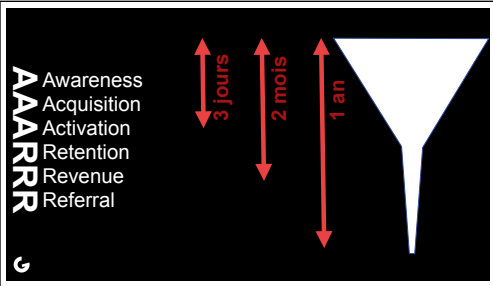 AAARRR
Awareness
Acquisition
Activation
Retention
Revenue
Referral
3 jours
2 mois
1 an
G